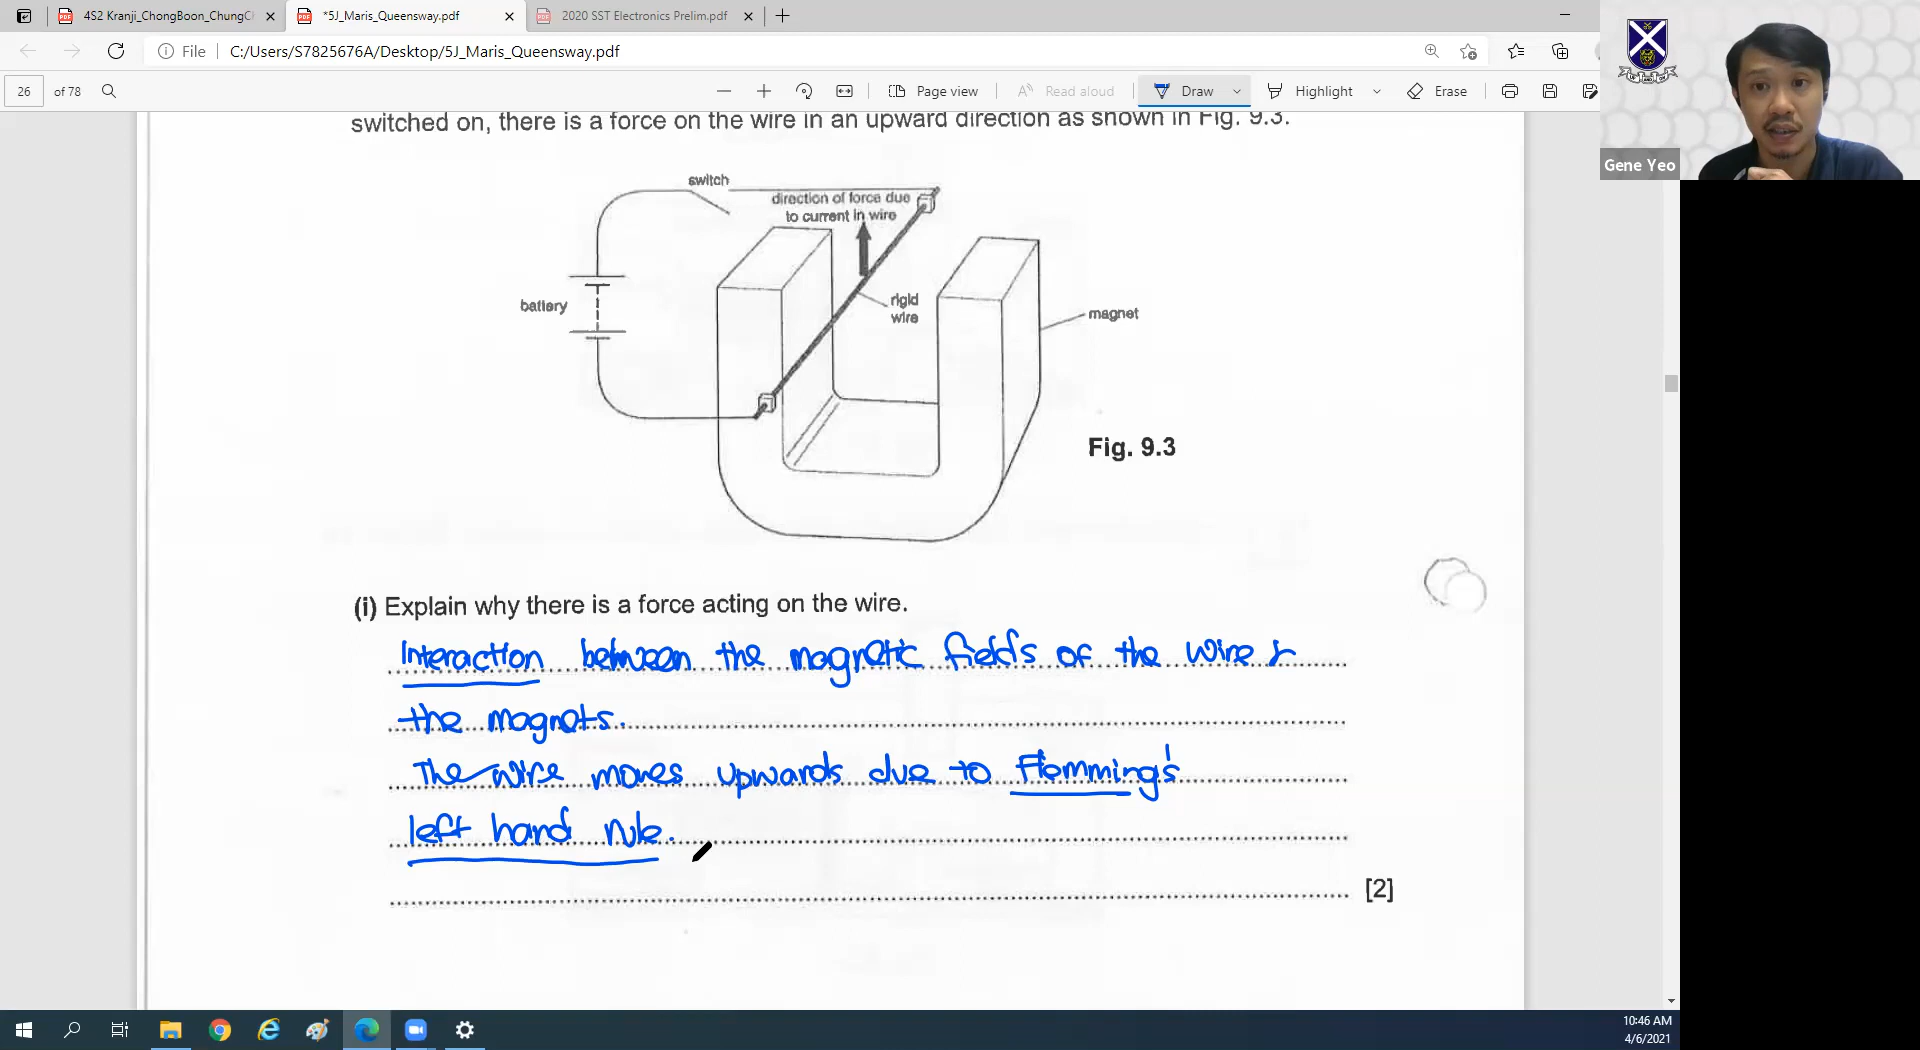 4S2 Kranji_ChongBoon_ChungC
*5J_Maris_Queensway.pdf
2020 SST Electronics Prelim.pdf
File
C:/Users/S7825676A/Desktop/5J_Maris_Queensway.pdf
26 of 78
Page view
Read aloud
Draw
Highlight
Erase
Gene Yeo
switched on, there is a force on the wire in an upward direction as shown in Fig. 9.3.
switch
direction of force due
to current in wire
battery
rigid
wire
magnet
Fig. 9.3
(i) Explain why there is a force acting on the wire.
Interaction between the magnetic fields of the wire &
the magnets.
The wire moves upwards due to Flemming's
left hand rule.
[2]
10:46 AM
4/6/2021